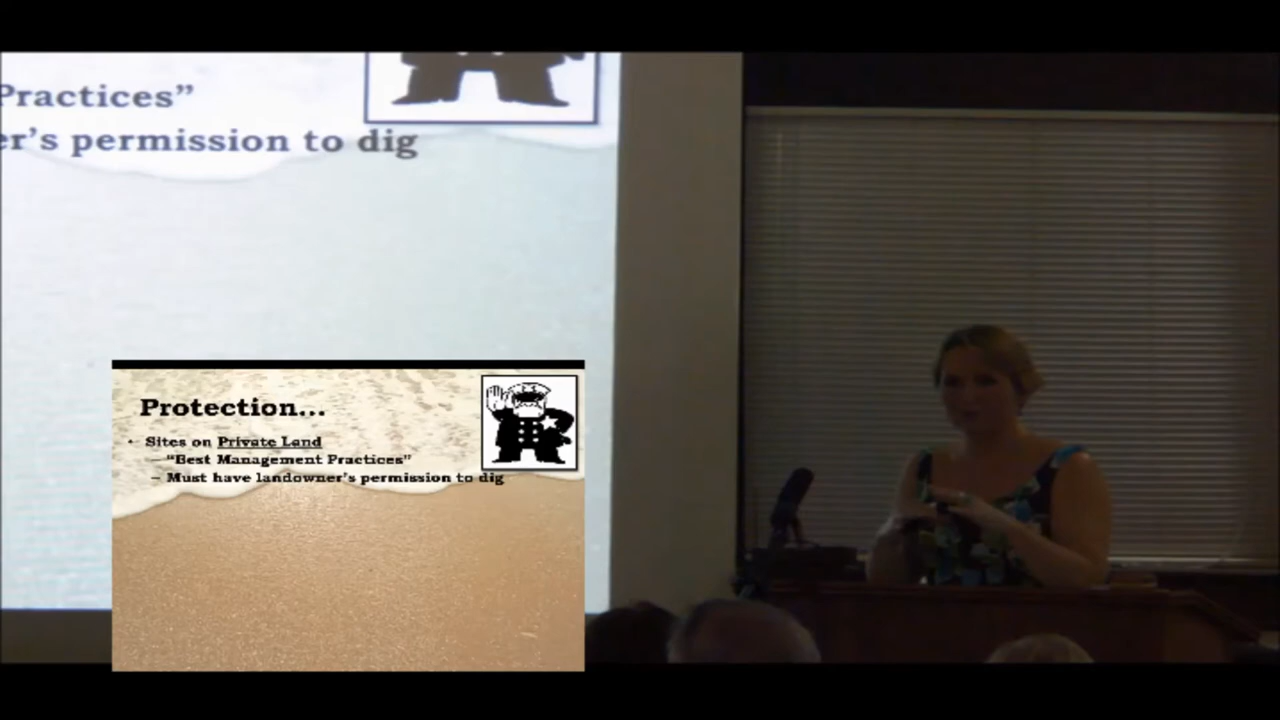 Practices”
er’s permission to dig
Protection...
• Sites on Private Land
– “Best Management Practices”
– Must have landowner’s permission to dig